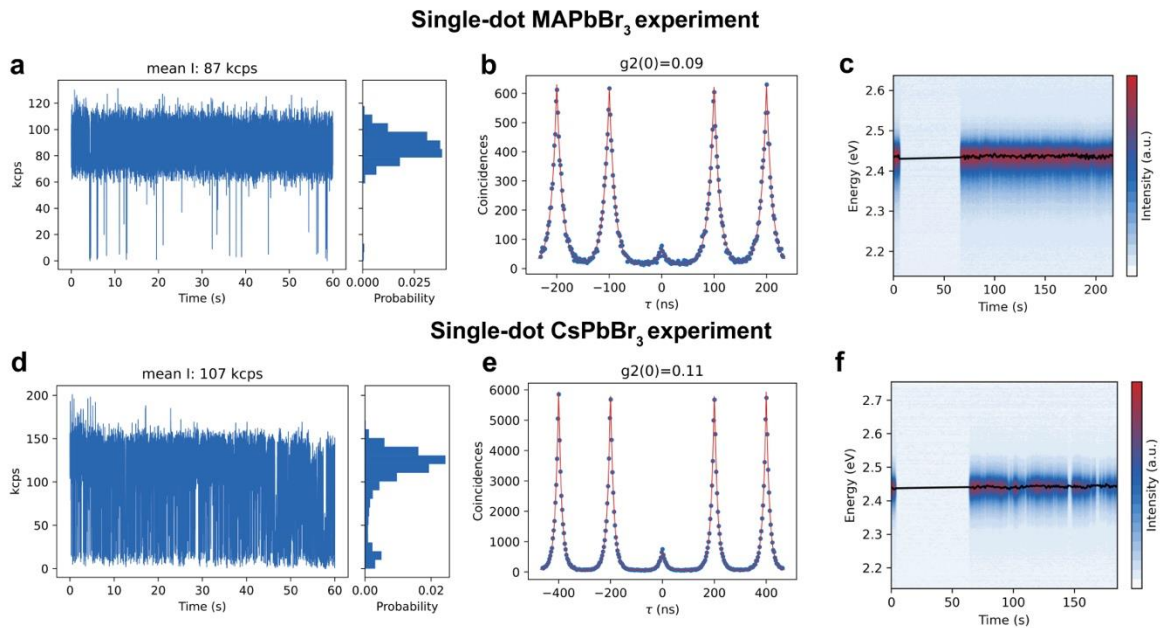 Single-dot MAPbBr₃ experiment
a
mean I: 87 kcps
kcps
120
100
80
60
40
20
0
0 10 20 30 40 50 60
Time (s)
0.00 0.025
Probability
b
g2(0)=0.09
Coincidences
600
500
400
300
200
100
0
−200 −100 0 100 200
τ (ns)
c
Energy (eV)
2.6
2.5
2.4
2.3
2.2
0 50 100 150 200
Time (s)
Intensity (a.u.)
Single-dot CsPbBr₃ experiment
d
mean I: 107 kcps
kcps
200
150
100
50
0
0 10 20 30 40 50 60
Time (s)
0.00 0.02
Probability
e
g2(0)=0.11
Coincidences
6000
5000
4000
3000
2000
1000
0
−400 −200 0 200 400
τ (ns)
f
Energy (eV)
2.7
2.6
2.5
2.4
2.3
2.2
0 50 100 150
Time (s)
Intensity (a.u.)